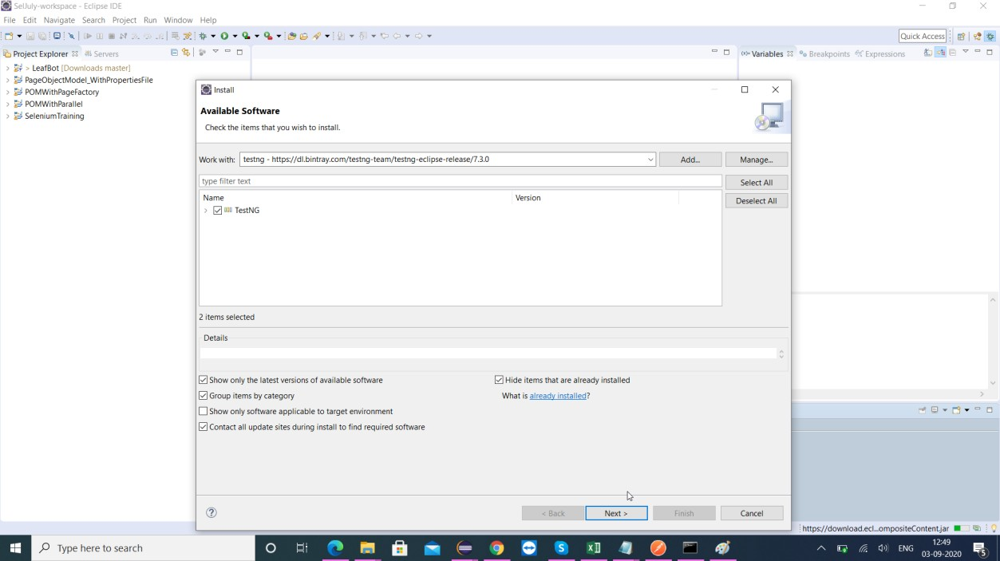 SelJuly-workspace - Eclipse IDE
File Edit Navigate Search Project Run Window Help
Quick Access
Project Explorer Servers
Variables Breakpoints Expressions
> LeafBot [Downloads master]
PageObjectModel_WithPropertiesFile
POMWithPageFactory
POMWithParallel
SeleniumTraining
Install
Available Software
Check the items that you wish to install.
Work with: testng - https://dl.bintray.com/testng-team/testng-eclipse-release/7.3.0 Add... Manage...
type filter text Select All
Name Version Deselect All
TestNG
2 items selected
Details
Show only the latest versions of available software Hide items that are already installed
Group items by category What is already installed?
Show only software applicable to target environment
Contact all update sites during install to find required software
< Back Next > Finish Cancel
https://download.ecl...ompositeContent.jar
Type here to search
ENG 12:49
03-09-2020
5